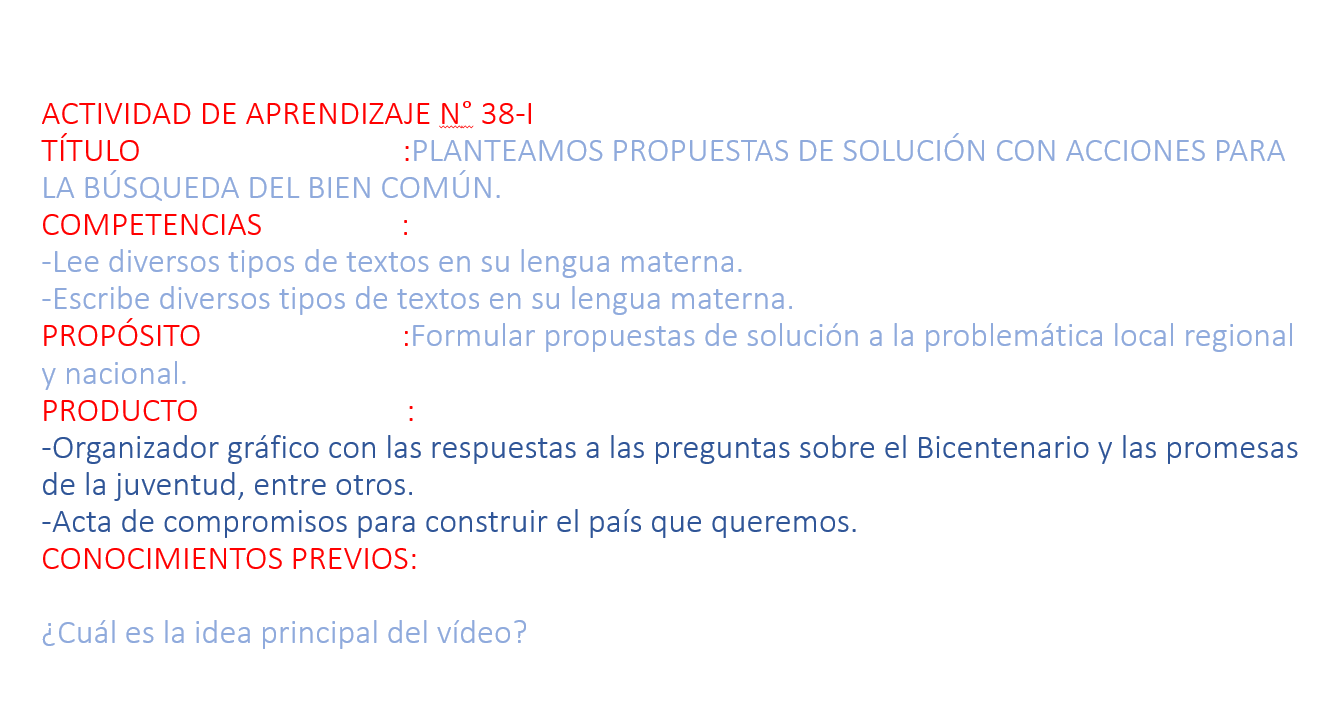 ACTIVIDAD DE APRENDIZAJE N° 38-I
TÍTULO :PLANTEAMOS PROPUESTAS DE SOLUCIÓN CON ACCIONES PARA
LA BÚSQUEDA DEL BIEN COMÚN.
COMPETENCIAS :
-Lee diversos tipos de textos en su lengua materna.
-Escribe diversos tipos de textos en su lengua materna.
PROPÓSITO :Formular propuestas de solución a la problemática local regional
y nacional.
PRODUCTO :
-Organizador gráfico con las respuestas a las preguntas sobre el Bicentenario y las promesas
de la juventud, entre otros.
-Acta de compromisos para construir el país que queremos.
CONOCIMIENTOS PREVIOS:
¿Cuál es la idea principal del vídeo?